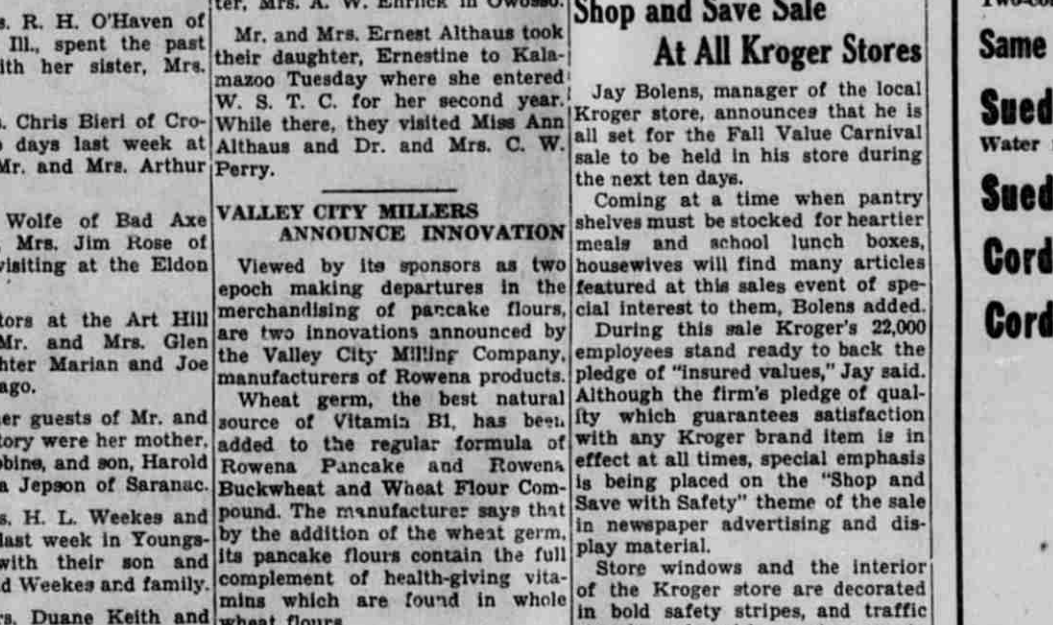 s. R. H. O'Haven of
Ill., spent the past
ith her sister, Mrs.
. Chris Bieri of Cro-
days last week at
Mr. and Mrs. Arthur
Wolfe of Bad Axe
Mrs. Jim Rose of
visiting at the Eldon
tors at the Art Hill
Mr. and Mrs. Glen
hter Marian and Joe
ago.
er guests of Mr. and
tory were her mother,
bbins, and son, Harold
a Jepson of Saranac.
s. H. L. Weekes and
last week in Youngs-
with their son and
d Weekes and family.
rs. Duane Keith and
ter, Mrs. A. W. Ehrlick in Owosso.
Mr. and Mrs. Ernest Althaus took
their daughter, Ernestine to Kala-
mazoo Tuesday where she entered
W. S. T. C. for her second year.
While there, they visited Miss Ann
Althaus and Dr. and Mrs. C. W.
Perry.
VALLEY CITY MILLERS
ANNOUNCE INNOVATION
Viewed by its sponsors as two
epoch making departures in the
merchandising of pancake flours,
are two innovations announced by
the Valley City Milling Company,
manufacturers of Rowena products.
Wheat germ, the best natural
source of Vitamin B1, has been
added to the regular formula of
Rowena Pancake and Rowena
Buckwheat and Wheat Flour Com-
pound. The manufacturer says that
by the addition of the wheat germ,
its pancake flours contain the full
complement of health-giving vita-
mins which are found in whole
wheat flours
Shop and Save Sale
At All Kroger Stores
Jay Bolens, manager of the local
Kroger store, announces that he is
all set for the Fall Value Carnival
sale to be held in his store during
the next ten days.
Coming at a time when pantry
shelves must be stocked for heartier
meals and school lunch boxes,
housewives will find many articles
featured at this sales event of spe-
cial interest to them, Bolens added.
During this sale Kroger's 22,000
employees stand ready to back the
pledge of "insured values," Jay said.
Although the firm's pledge of qual-
ity which guarantees satisfaction
with any Kroger brand item is in
effect at all times, special emphasis
is being placed on the "Shop and
Save with Safety" theme of the sale
in newspaper advertising and dis-
play material.
Store windows and the interior
of the Kroger store are decorated
in bold safety stripes, and traffic
Same
Sued
Water
Sued
Cord
Cord